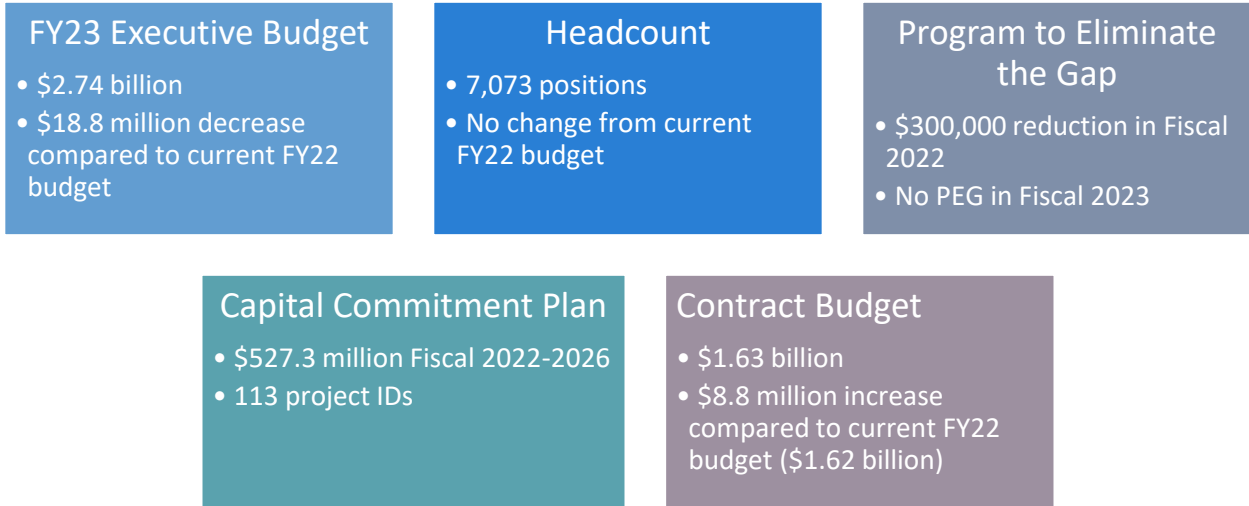 FY23 Executive Budget
• $2.74 billion
• $18.8 million decrease
compared to current FY22
budget
Headcount
• 7,073 positions
• No change from current
FY22 budget
Program to Eliminate
the Gap
• $300,000 reduction in Fiscal
2022
• No PEG in Fiscal 2023
Capital Commitment Plan
• $527.3 million Fiscal 2022-2026
• 113 project IDs
Contract Budget
• $1.63 billion
• $8.8 million increase
compared to current FY22
budget ($1.62 billion)